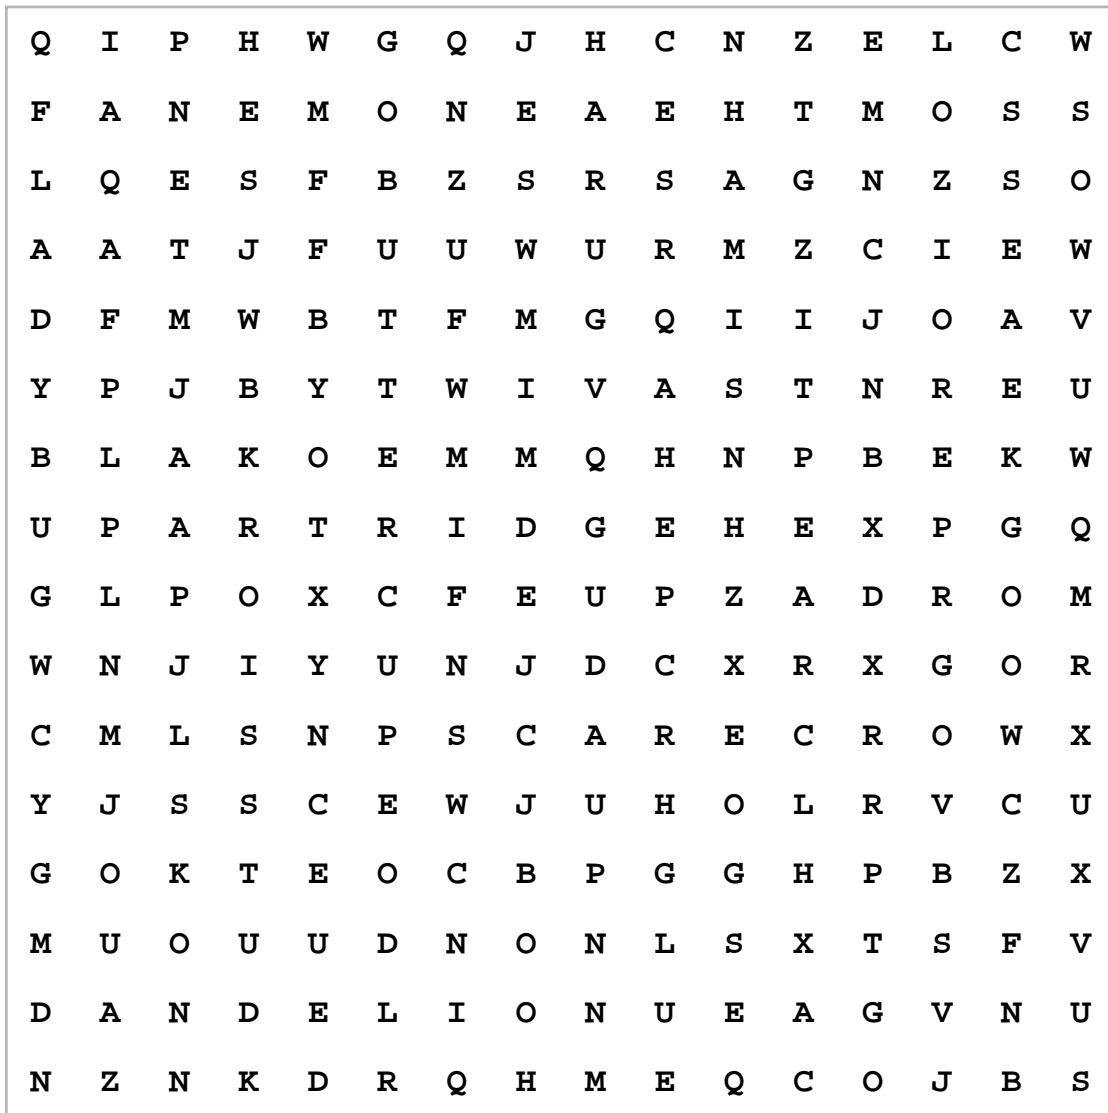 Q I P H W G Q J H C N Z E L C W
F A N E M O N E A E H T M O S S
L Q E S F B Z S R S A G N Z S O
A A T J F U U W U R M Z C I E W
D F M W B T F M G Q I I J O A V
Y P J B Y T W I V A S T N R E U
B L A K O E M M Q H N P B E K W
U P A R T R I D G E H E X P G Q
G L P O X C F E U P Z A D R O M
W N J I Y U N J D C X R X G O R
C M L S N P S C A R E C R O W X
Y J S S C E W J U H O L R V C U
G O K T E O C B P G G H P B Z X
M U O U U D N O N L S X T S F V
D A N D E L I O N U E A G V N U
N Z N K D R Q H M E Q C O J B S